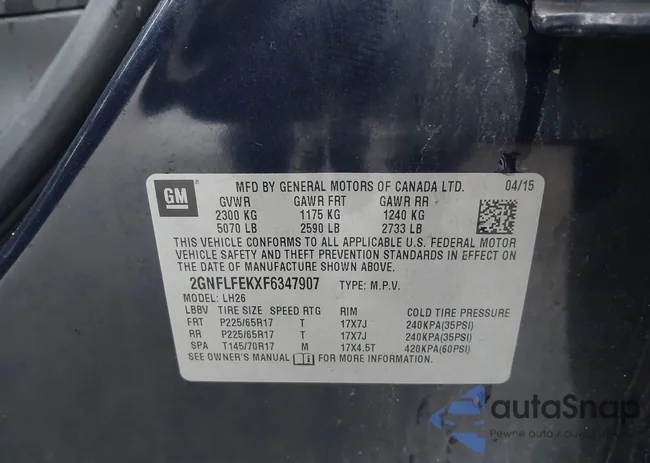 GM
MFD BY GENERAL MOTORS OF CANADA LTD. 04/15
GVWR GAWR FRT GAWR RR
2300 KG 1175 KG 1240 KG
5070 LB 2590 LB 2733 LB
THIS VEHICLE CONFORMS TO ALL APPLICABLE U.S. FEDERAL MOTOR
VEHICLE SAFETY AND THEFT PREVENTION STANDARDS IN EFFECT ON
THE DATE OF MANUFACTURE SHOWN ABOVE.
2GNFLFEKXF6347907 TYPE: M.P.V.
MODEL: LH26
LBBV TIRE SIZE SPEED RTG RIM COLD TIRE PRESSURE
FRT P225/65R17 T 17X7J 240KPA(35PSI)
RR P225/65R17 T 17X7J 240KPA(35PSI)
SPA T145/70R17 M 17X4.5T 420KPA(60PSI)
SEE OWNER'S MANUAL FOR MORE INFORMATION.
autaSnap
Pewne auta / aukcje